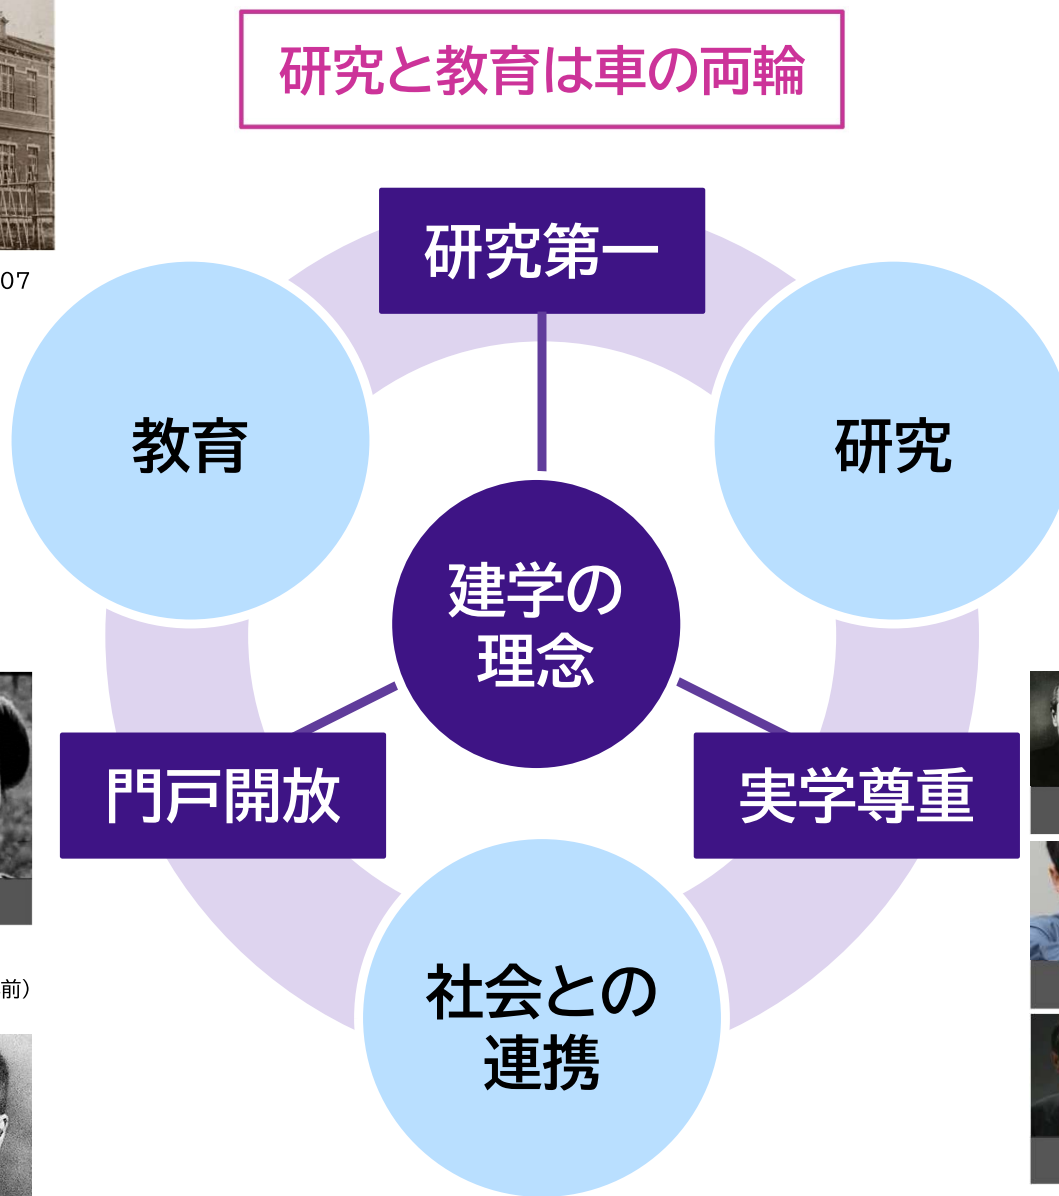 研究と教育は車の両輪
研究第一
07
教育
研究
建学の
理念
門戸開放
実学尊重
前）
社会との
連携